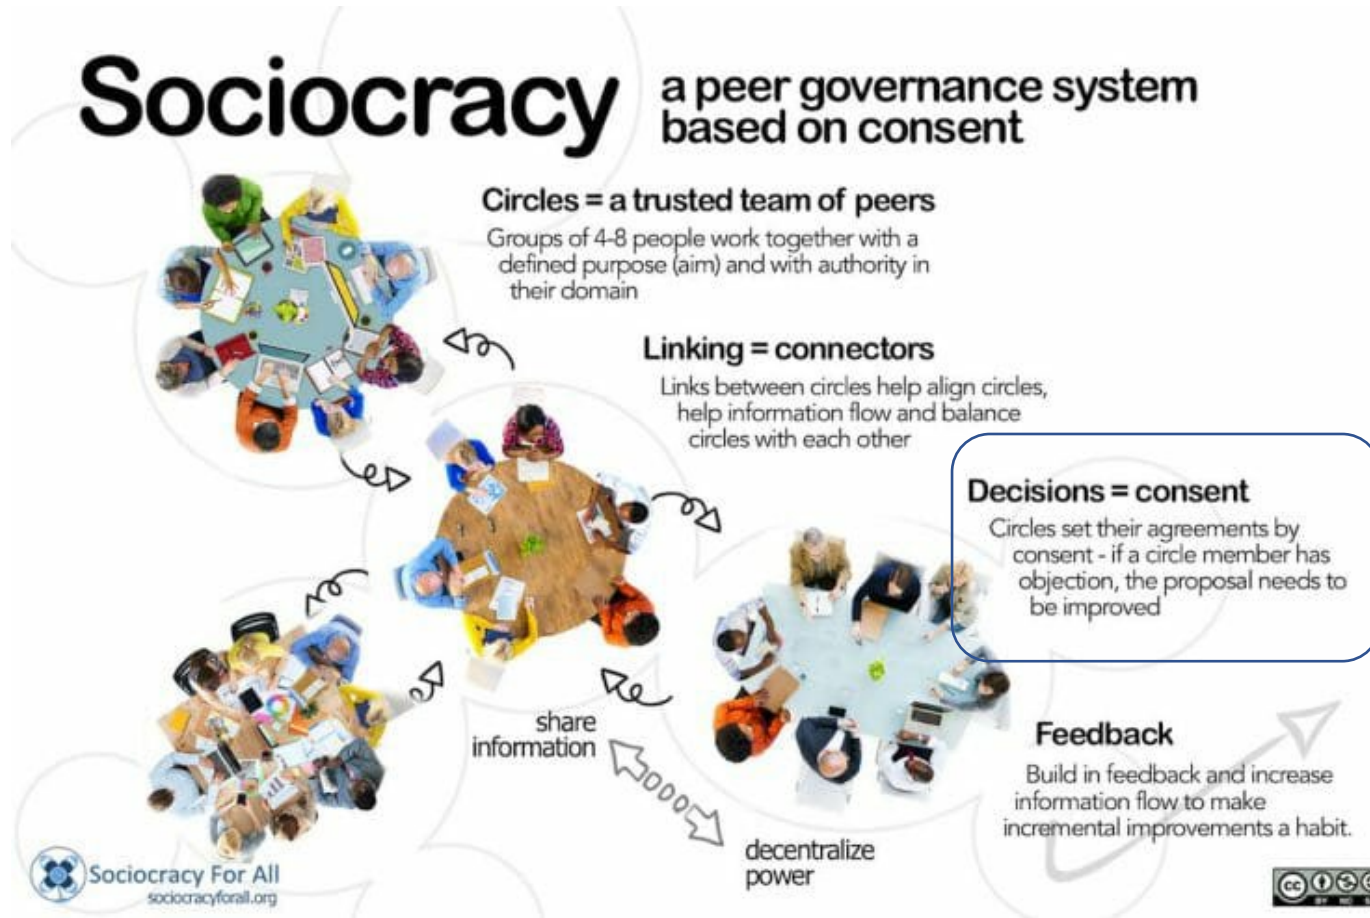 Sociocracy
a peer governance system
based on consent
Circles = a trusted team of peers
Groups of 4-8 people work together with a
defined purpose (aim) and with authority in
their domain
Linking = connectors
Links between circles help align circles,
help information flow and balance
circles with each other
Decisions = consent
Circles set their agreements by
consent - if a circle member has
objection, the proposal needs to
be improved
share
information
decentralize
power
Feedback
Build in feedback and increase
information flow to make
incremental improvements a habit.
Sociocracy For All
sociocracyforall.org
cc
BY NC